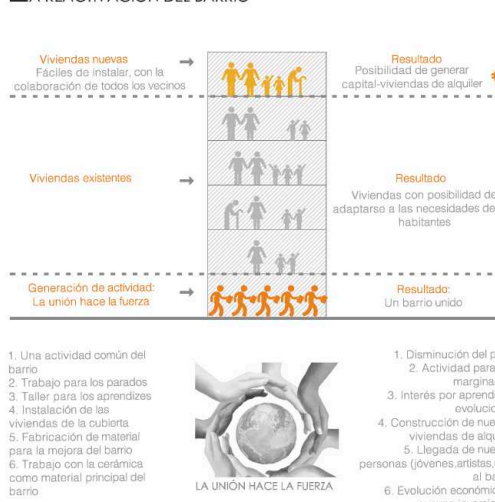 LA REACTIVACIÓN DEL BARRIO
Viviendas nuevas
Fáciles de instalar, con la
colaboración de todos los vecinos
Resultado
Posibilidad de generar
capital-viviendas de alquiler
Viviendas existentes
Resultado
Viviendas con posibilidad de
adaptarse a las necesidades de
habitantes
Generación de actividad:
La unión hace la fuerza
Resultado:
Un barrio unido
1. Una actividad común del
barrio
2. Trabajo para los parados
3. Taller para los aprendizes
4. Instalación de las
viviendas de la cubierta
5. Fabricación de material
para la mejora del barrio
6. Trabajo con la cerámica
como material principal del
barrio
LA UNIÓN HACE LA FUERZA
1. Disminución del
2. Actividad para
3. Interés por
4. Construcción de
viviendas de
5. Llegada de
personas (jóvenes,artistas,
al
6. Evolución